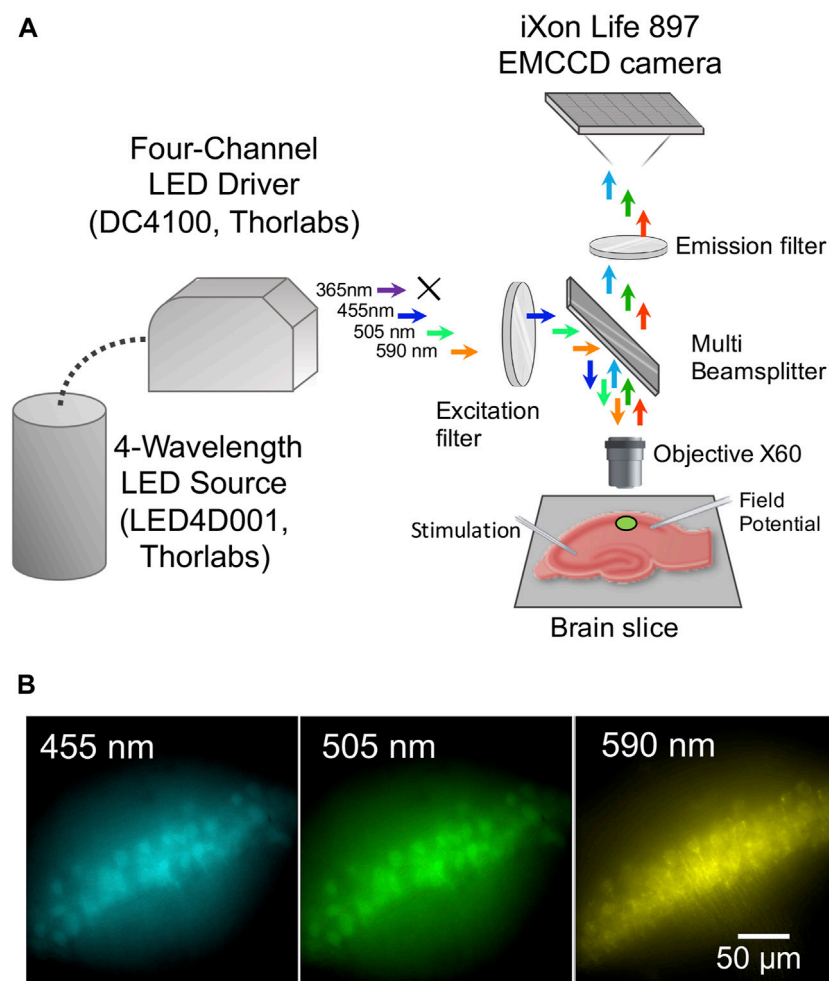 A
iXon Life 897
EMCCD camera
Four-Channel
LED Driver
(DC4100, Thorlabs)
Emission filter
365nm
455nm
505 nm
590 nm
Multi
Beamsplitter
Excitation
filter
4-Wavelength
LED Source
(LED4D001,
Thorlabs)
Objective X60
Stimulation
Field
Potential
Brain slice
B
455 nm
505 nm
590 nm
50 μm